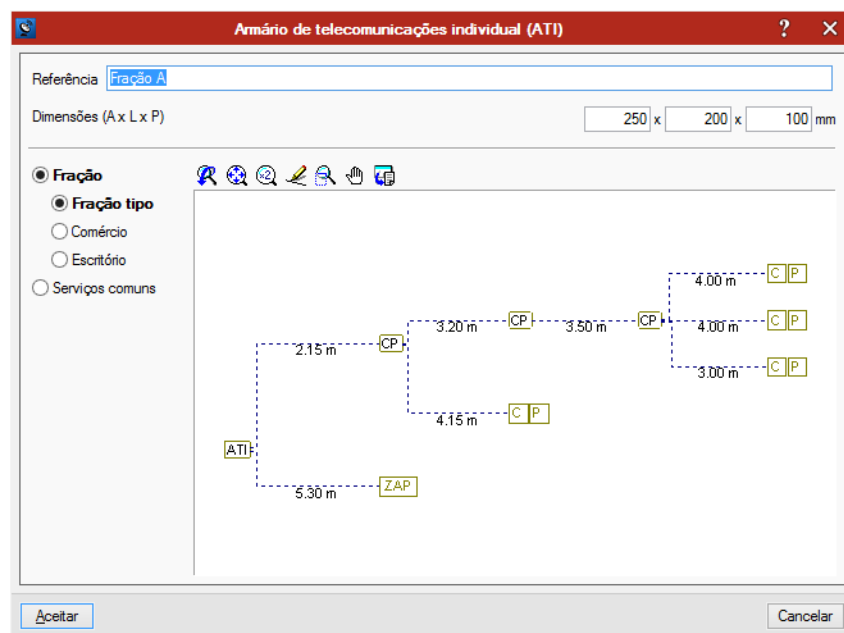 Armário de telecomunicações individual (ATI) ? ×
Referência Fração A
Dimensões (A x L x P) 250 x 200 x 100 mm
Fração
Fração tipo
Comércio
Escritório
Serviços comuns
x2
4.00 m C P
3.20 m CP 3.50 m CP 4.00 m C P
2.15 m CP
3.00 m C P
4.15 m C P
ATI
5.30 m ZAP
Aceitar Cancelar